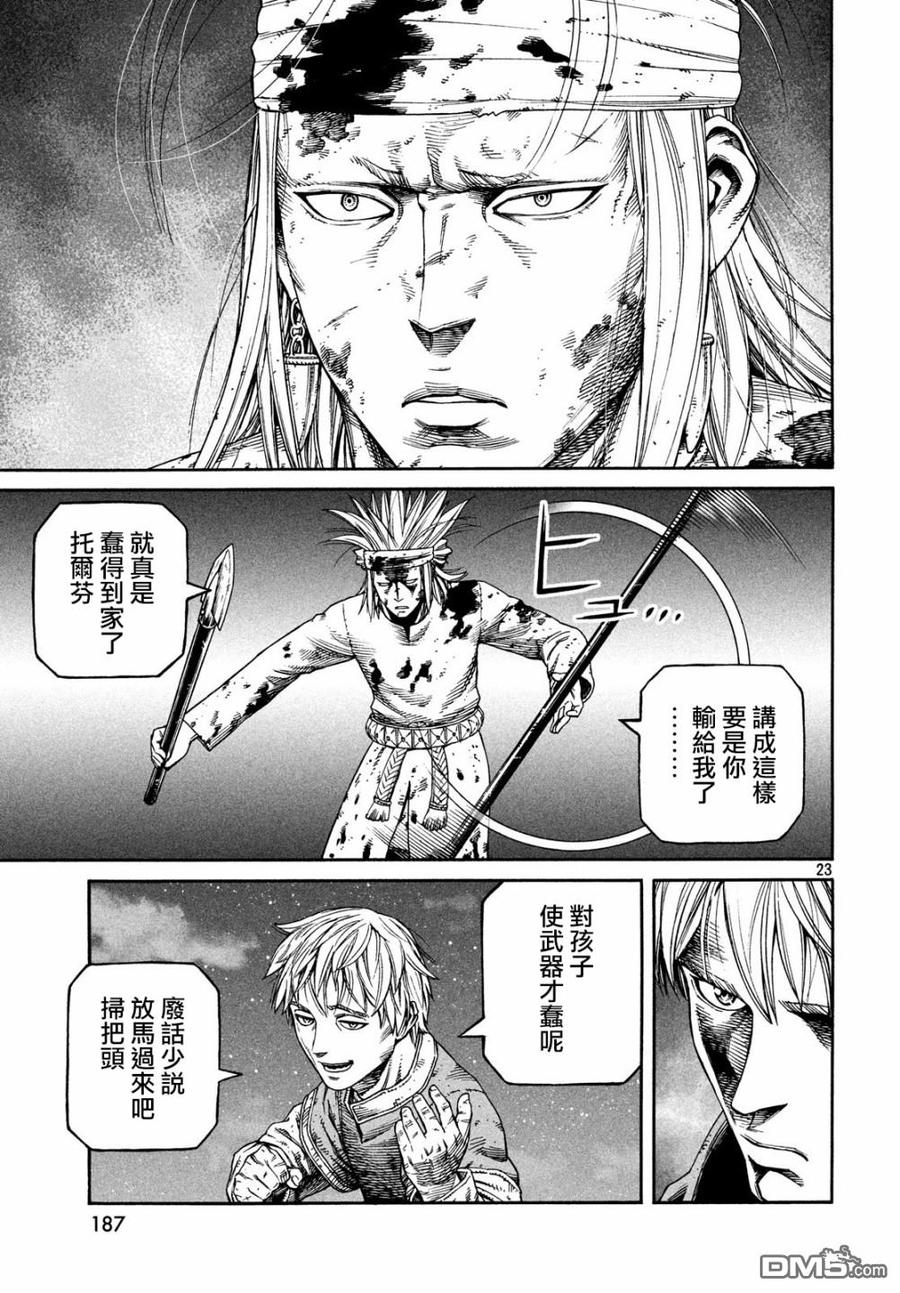 講成這樣
要是你
輸給我了
………
就真是
蠢得到家了
托爾芬
ヒュ…
23
對孩子
使武器才蠢呢
廢話少説
放馬過來吧
掃把頭
187
DM5.com